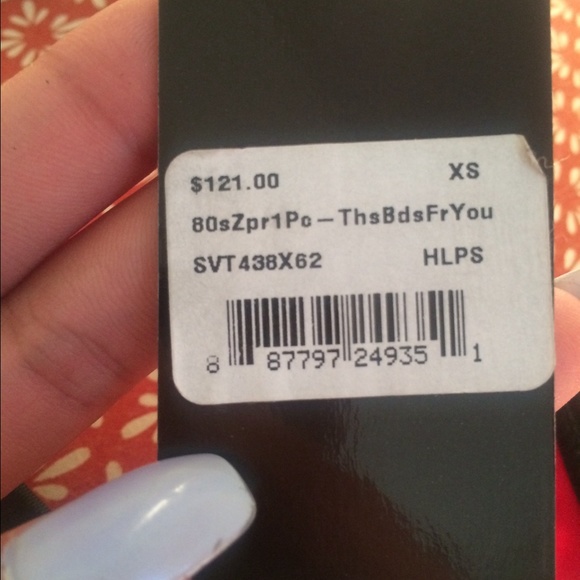 $121.00 XS
80sZpr1Pc-ThsBdsFrYou
SVT438X62 HLPS
8 87797 24935 1